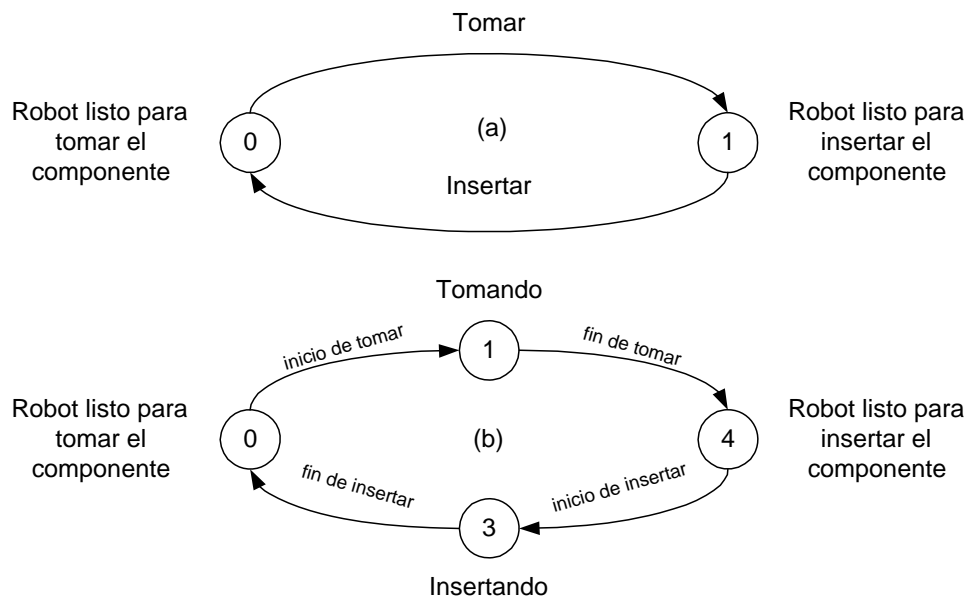 Tomar
Robot listo para
tomar el
componente
0
(a)
1
Robot listo para
insertar el
componente
Insertar
Tomando
inicio de tomar
1
fin de tomar
Robot listo para
tomar el
componente
0
(b)
4
Robot listo para
insertar el
componente
fin de insertar
3
inicio de insertar
Insertando